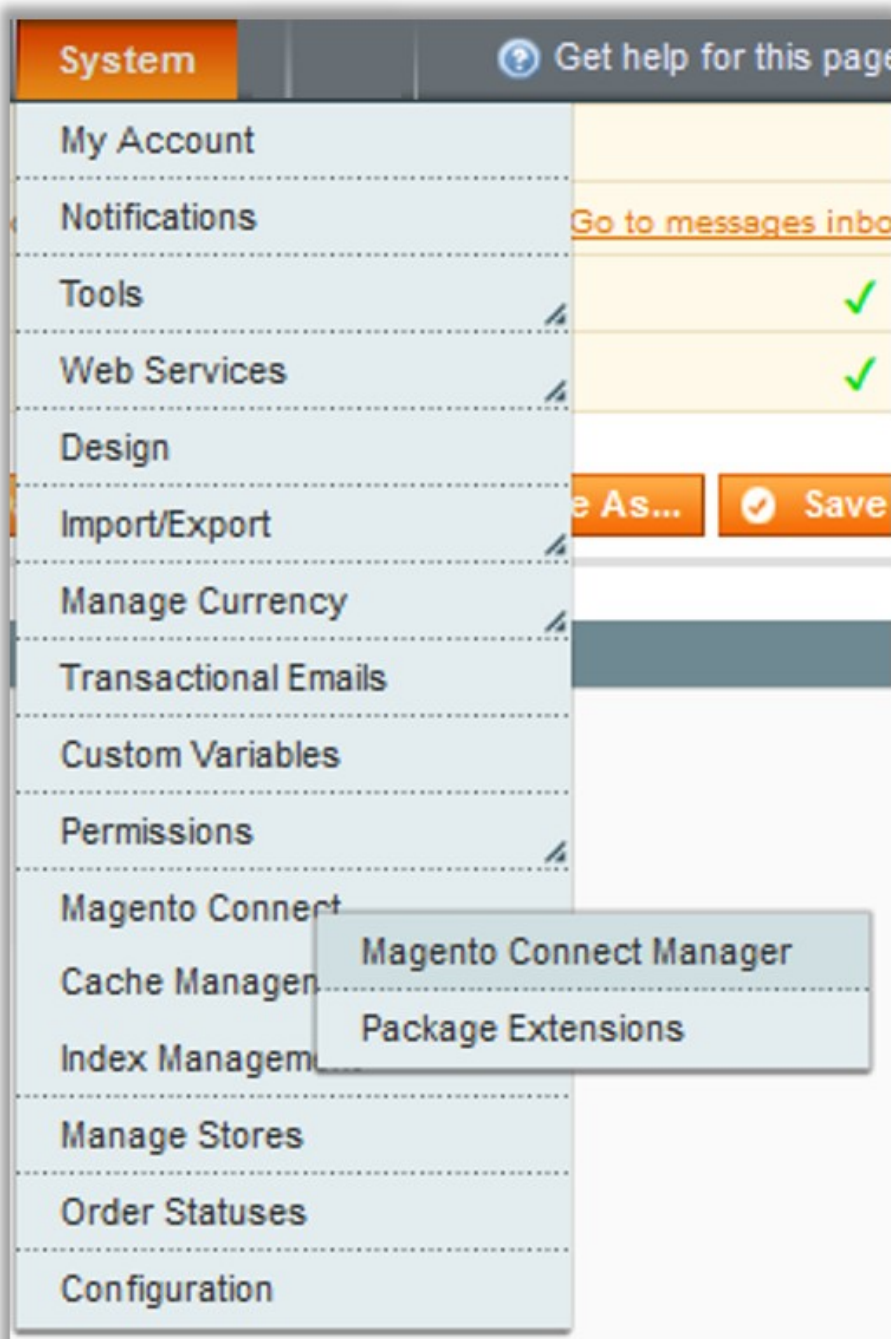 System
Get help for this page
My Account
Notifications
Go to messages inbo
Tools
Web Services
Design
Import/Export
e As...
Save
Manage Currency
Transactional Emails
Custom Variables
Permissions
Magento Connect
Magento Connect Manager
Cache Managem
Package Extensions
Index Management
Manage Stores
Order Statuses
Configuration